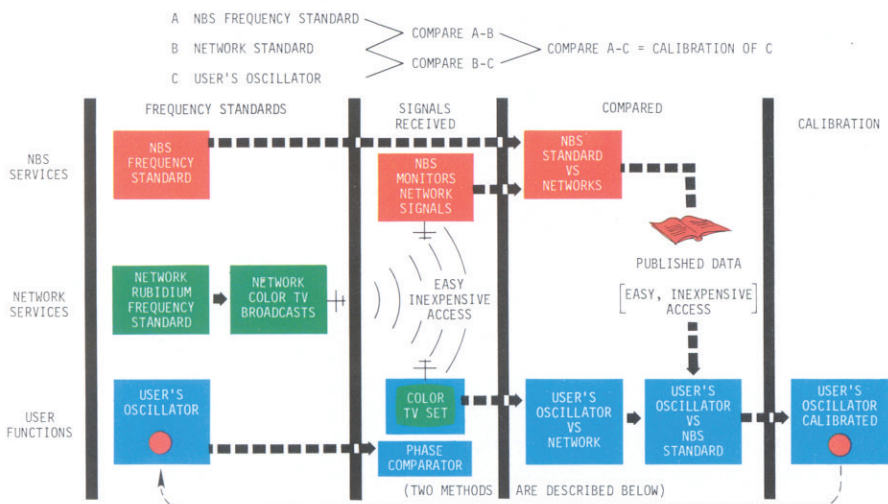 A NBS FREQUENCY STANDARD
COMPARE A-B
B NETWORK STANDARD
COMPARE A-C = CALIBRATION OF C
COMPARE B-C
C USER'S OSCILLATOR
FREQUENCY STANDARDS
SIGNALS
RECEIVED
COMPARED
CALIBRATION
NBS
SERVICES
NBS
FREQUENCY
STANDARD
NBS
MONITORS
NETWORK
SIGNALS
NBS
STANDARD
VS
NETWORKS
PUBLISHED DATA
[EASY, INEXPENSIVE
ACCESS]
NETWORK
SERVICES
NETWORK
RUBIDIUM
FREQUENCY
STANDARD
NETWORK
COLOR TV
BROADCASTS
EASY
INEXPENSIVE
ACCESS
USER
FUNCTIONS
USER'S
OSCILLATOR
COLOR
TV SET
PHASE
COMPARATOR
USER'S
OSCILLATOR
VS
NETWORK
USER'S
OSCILLATOR
VS
NBS
STANDARD
USER'S
OSCILLATOR
CALIBRATED
(TWO METHODS ARE DESCRIBED BELOW)